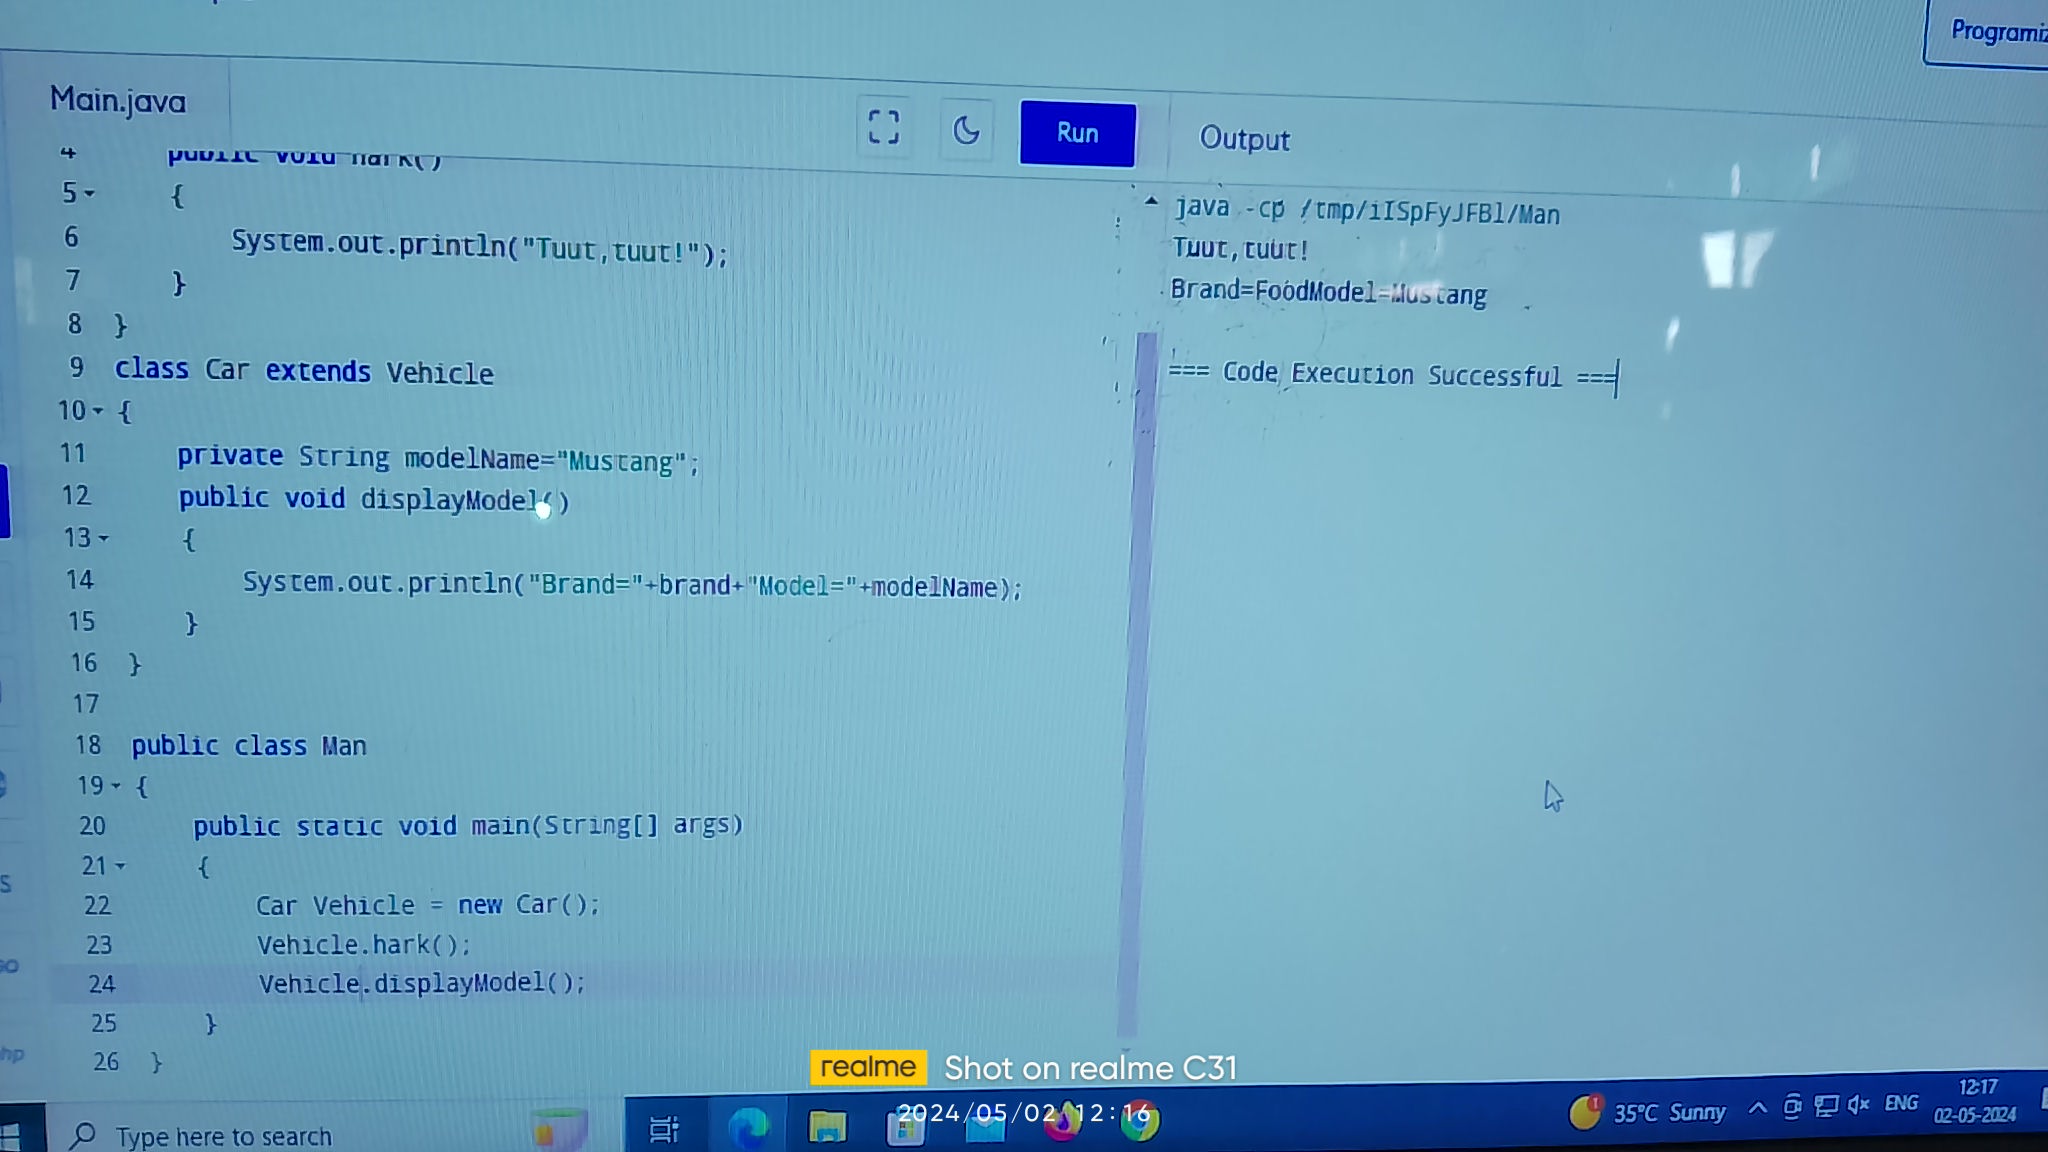 Programiz
Main.java
Run
Output
4 public void hark()
5 {
6 System.out.println("Tuut,tuut!");
7 }
8 }
9 class Car extends Vehicle
10 {
11 private String modelName="Mustang";
12 public void displayModel()
13 {
14 System.out.println("Brand="+brand+"Model="+modelName);
15 }
16 }
17
18 public class Man
19 {
20 public static void main(String[] args)
21 {
22 Car Vehicle = new Car();
23 Vehicle.hark();
24 Vehicle.displayModel();
25 }
26 }
java -cp /tmp/iISpFyJFBl/Man
Tuut,tuut!
Brand=FoodModel=Mustang
=== Code Execution Successful ===
realme Shot on realme C31
2024/05/02 12:16
Type here to search
1
35°C Sunny
ENG
12:17
02-05-2024